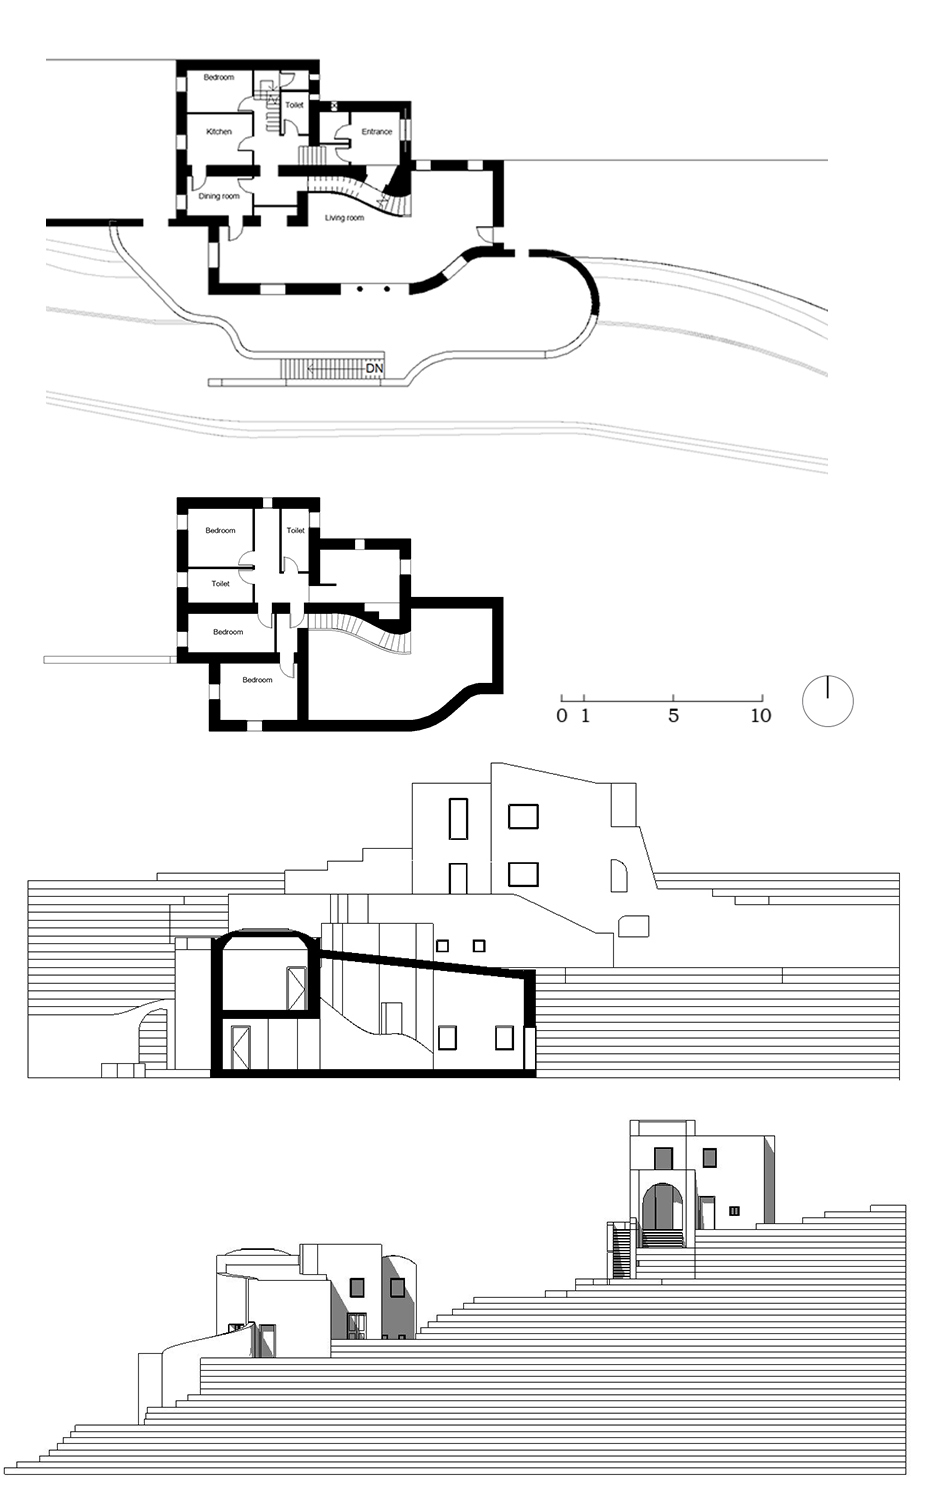 Bedroom
Toilet
Kitchen
Entrance
Dining room
Living room
DN
Bedroom
Toilet
Toilet
Bedroom
Bedroom
0 1 5 10